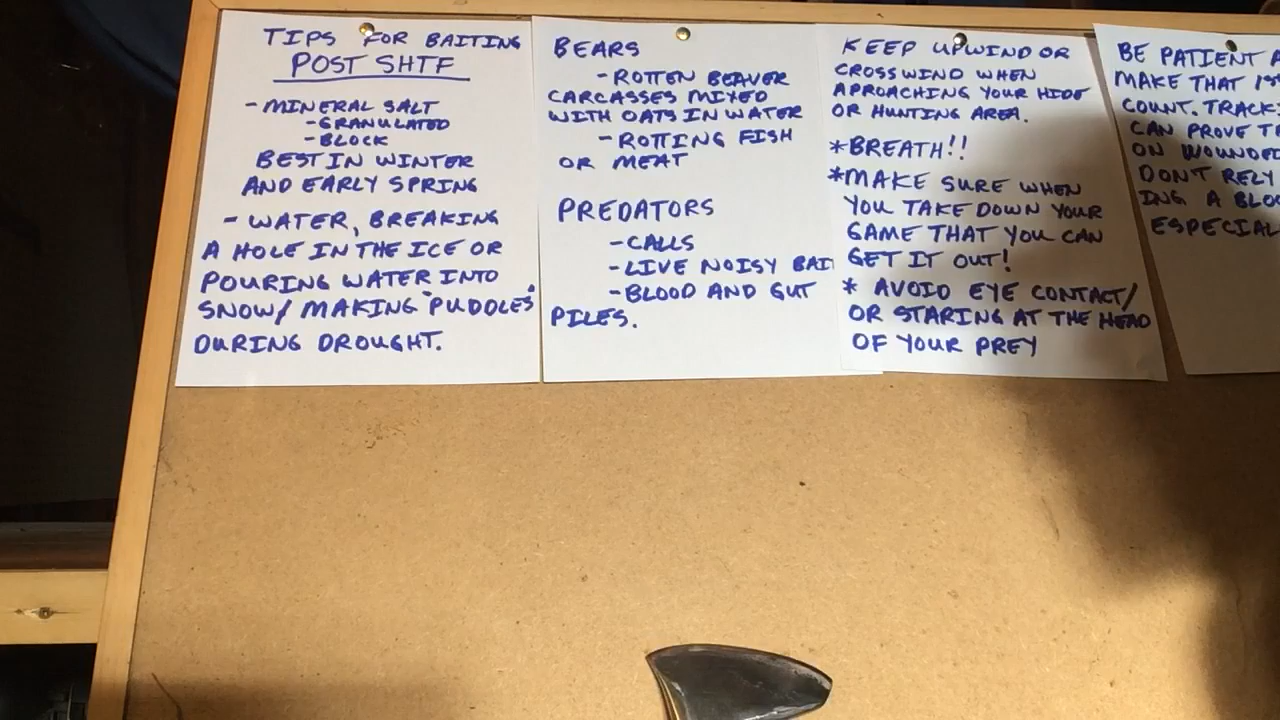 TIPS FOR BAITING
POST SHTF
- MINERAL SALT
- GRANULATED
- BLOCK
BEST IN WINTER
AND EARLY SPRING
- WATER, BREAKING
A HOLE IN THE ICE OR
POURING WATER INTO
SNOW/ MAKING "PUDDLES"
DURING DROUGHT.
BEARS
- ROTTEN BEAVER
CARCASSES MIXED
WITH OATS IN WATER
- ROTTING FISH
OR MEAT
PREDATORS
- CALLS
- LIVE NOISY BAIT
- BLOOD AND GUT
PILES.
KEEP UPWIND OR
CROSSWIND WHEN
APROACHING YOUR HIDE
OR HUNTING AREA.
* BREATH!!
* MAKE SURE WHEN
YOU TAKE DOWN YOUR
GAME THAT YOU CAN
GET IT OUT!
* AVOID EYE CONTACT/
OR STARING AT THE HEAD
OF YOUR PREY
BE PATIENT
MAKE THAT 1ST
COUNT. TRACK
CAN PROVE
ON WOUNDED
DON'T RELY
ING A
ESPECIAL